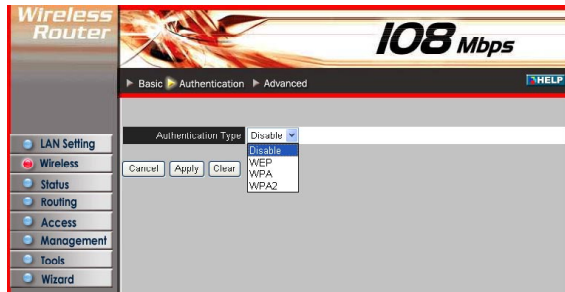 Wireless
Router
108 Mbps
Basic Authentication Advanced
HELP
Authentication Type Disable
Disable
WEP
WPA
WPA2
Cancel Apply Clear
LAN Setting
Wireless
Status
Routing
Access
Management
Tools
Wizard